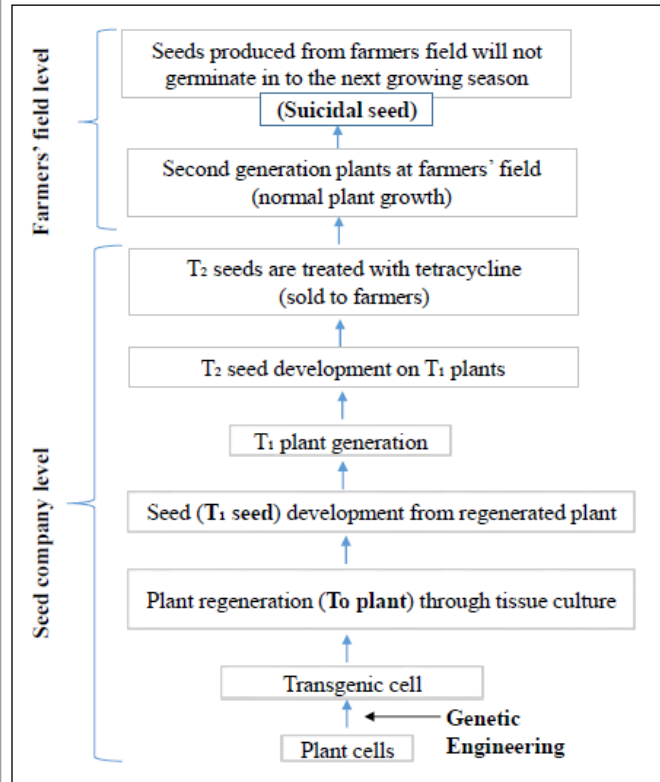 Farmers' field level
Seeds produced from farmers field will not
germinate in to the next growing season
(Suicidal seed)
Second generation plants at farmers' field
(normal plant growth)
Seed company level
T₂ seeds are treated with tetracycline
(sold to farmers)
T₂ seed development on T₁ plants
T₁ plant generation
Seed (T₁ seed) development from regenerated plant
Plant regeneration (To plant) through tissue culture
Transgenic cell
Genetic
Engineering
Plant cells